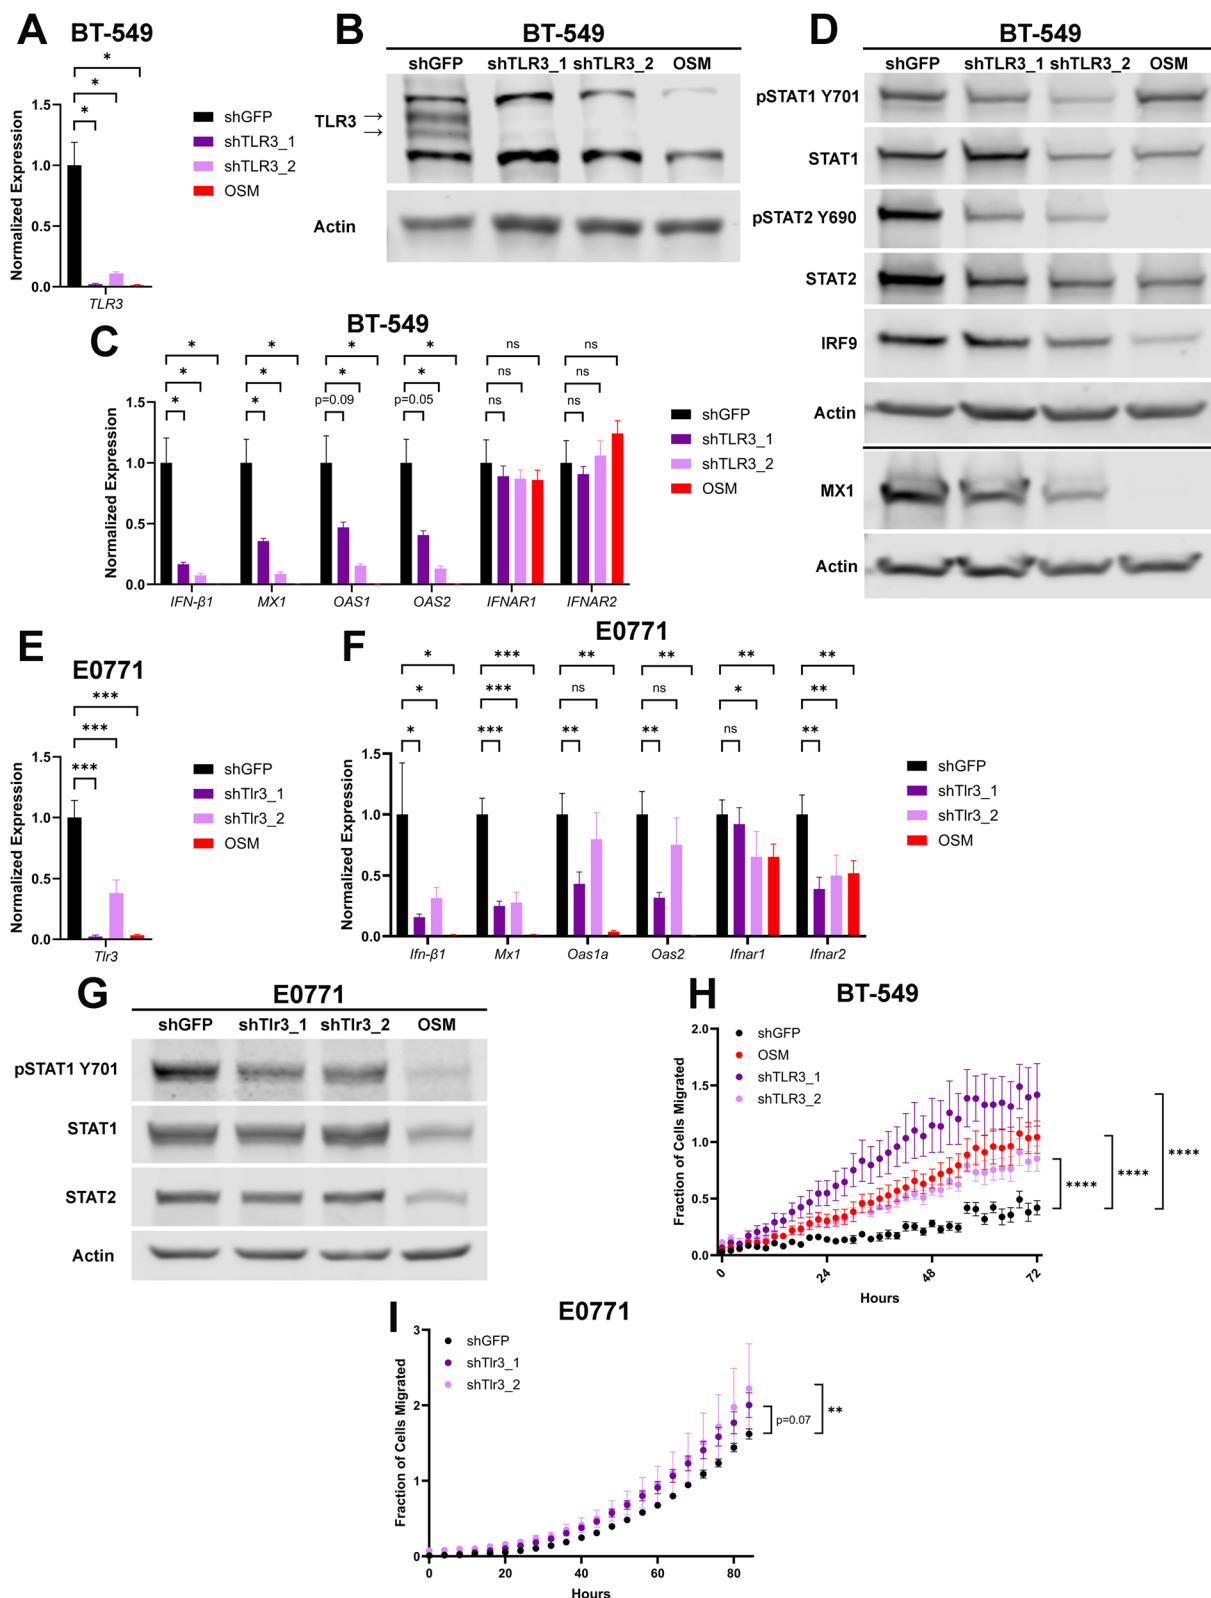 A
BT-549
*
*
*
Normalized Expression
1.5
1.0
0.5
0.0
TLR3
shGFP
shTLR3_1
shTLR3_2
OSM
B
BT-549
shGFP shTLR3_1 shTLR3_2 OSM
TLR3 →
→
Actin
D
BT-549
shGFP shTLR3_1 shTLR3_2 OSM
pSTAT1 Y701
STAT1
pSTAT2 Y690
STAT2
IRF9
Actin
MX1
Actin
C
BT-549
* * * * ns ns
* * * * ns ns
* * p=0.09 p=0.05 ns ns
Normalized Expression
1.5
1.0
0.5
0.0
IFN-β1 MX1 OAS1 OAS2 IFNAR1 IFNAR2
shGFP
shTLR3_1
shTLR3_2
OSM
E
E0771
***
***
***
Normalized Expression
1.5
1.0
0.5
0.0
Tlr3
shGFP
shTlr3_1
shTlr3_2
OSM
F
E0771
* *** ** ** ** **
* *** ns ns * **
* *** ** ** ns **
Normalized Expression
1.5
1.0
0.5
0.0
Ifn-β1 Mx1 Oas1a Oas2 Ifnar1 Ifnar2
shGFP
shTlr3_1
shTlr3_2
OSM
G
E0771
shGFP shTlr3_1 shTlr3_2 OSM
pSTAT1 Y701
STAT1
STAT2
Actin
H
BT-549
Fraction of Cells Migrated
2.0
1.5
1.0
0.5
0.0
0 24 48 72
Hours
shGFP
OSM
shTLR3_1
shTLR3_2
****
****
****
I
E0771
Fraction of Cells Migrated
3
2
1
0
0 20 40 60 80
Hours
shGFP
shTlr3_1
shTlr3_2
p=0.07
**